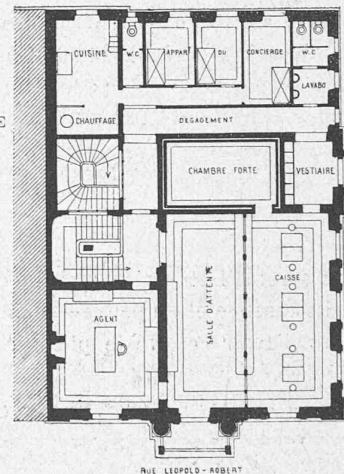 CUISINE
W.C
APPART
DU
CONCIERGE
W.C
LAVABO
CHAUFFAGE
DEGAGEMENT
CHAMBRE FORTE
VESTIAIRE
SALLE D'ATTENTE
CAISSE
AGENT
RUE LEOPOLD-ROBERT